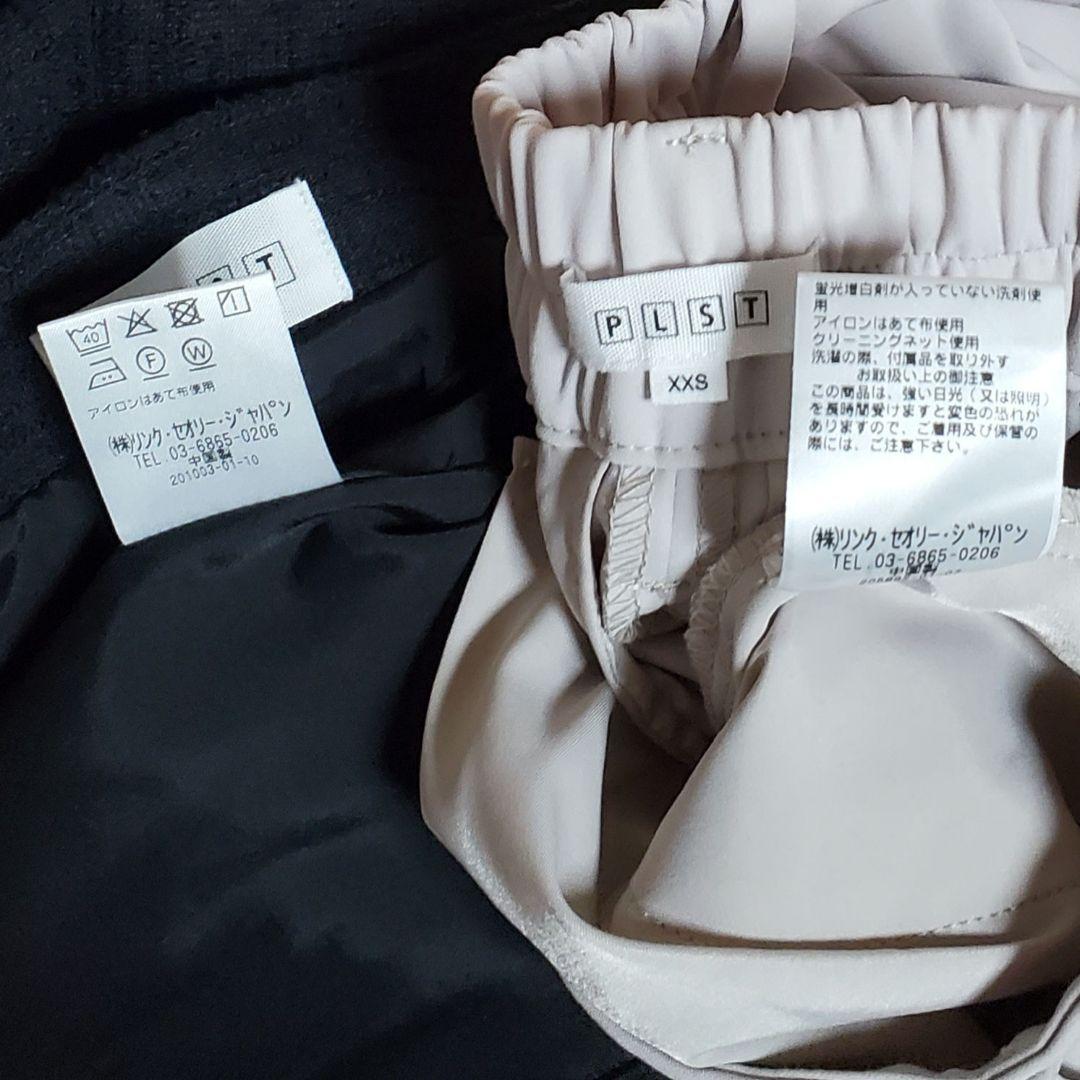 S T
40
F W
アイロンはあて布使用
(株)リンク・セオリー・ジャパン
TEL 03-6865-0206
中国製
201003-01-10
P L S T
XXS
蛍光増白剤が入っていない洗剤使
用
アイロンはあて布使用
クリーニングネット使用
洗濯の際、付属品を取り外す
お取扱い上の御注意
この商品は、強い日光(又は照明)
を長時間受けますと変色の恐れが
ありますので、ご着用及び保管の
際には、ご注意下さい。
(株)リンク・セオリー・ジャパン
TEL 03-6865-0206
中国製